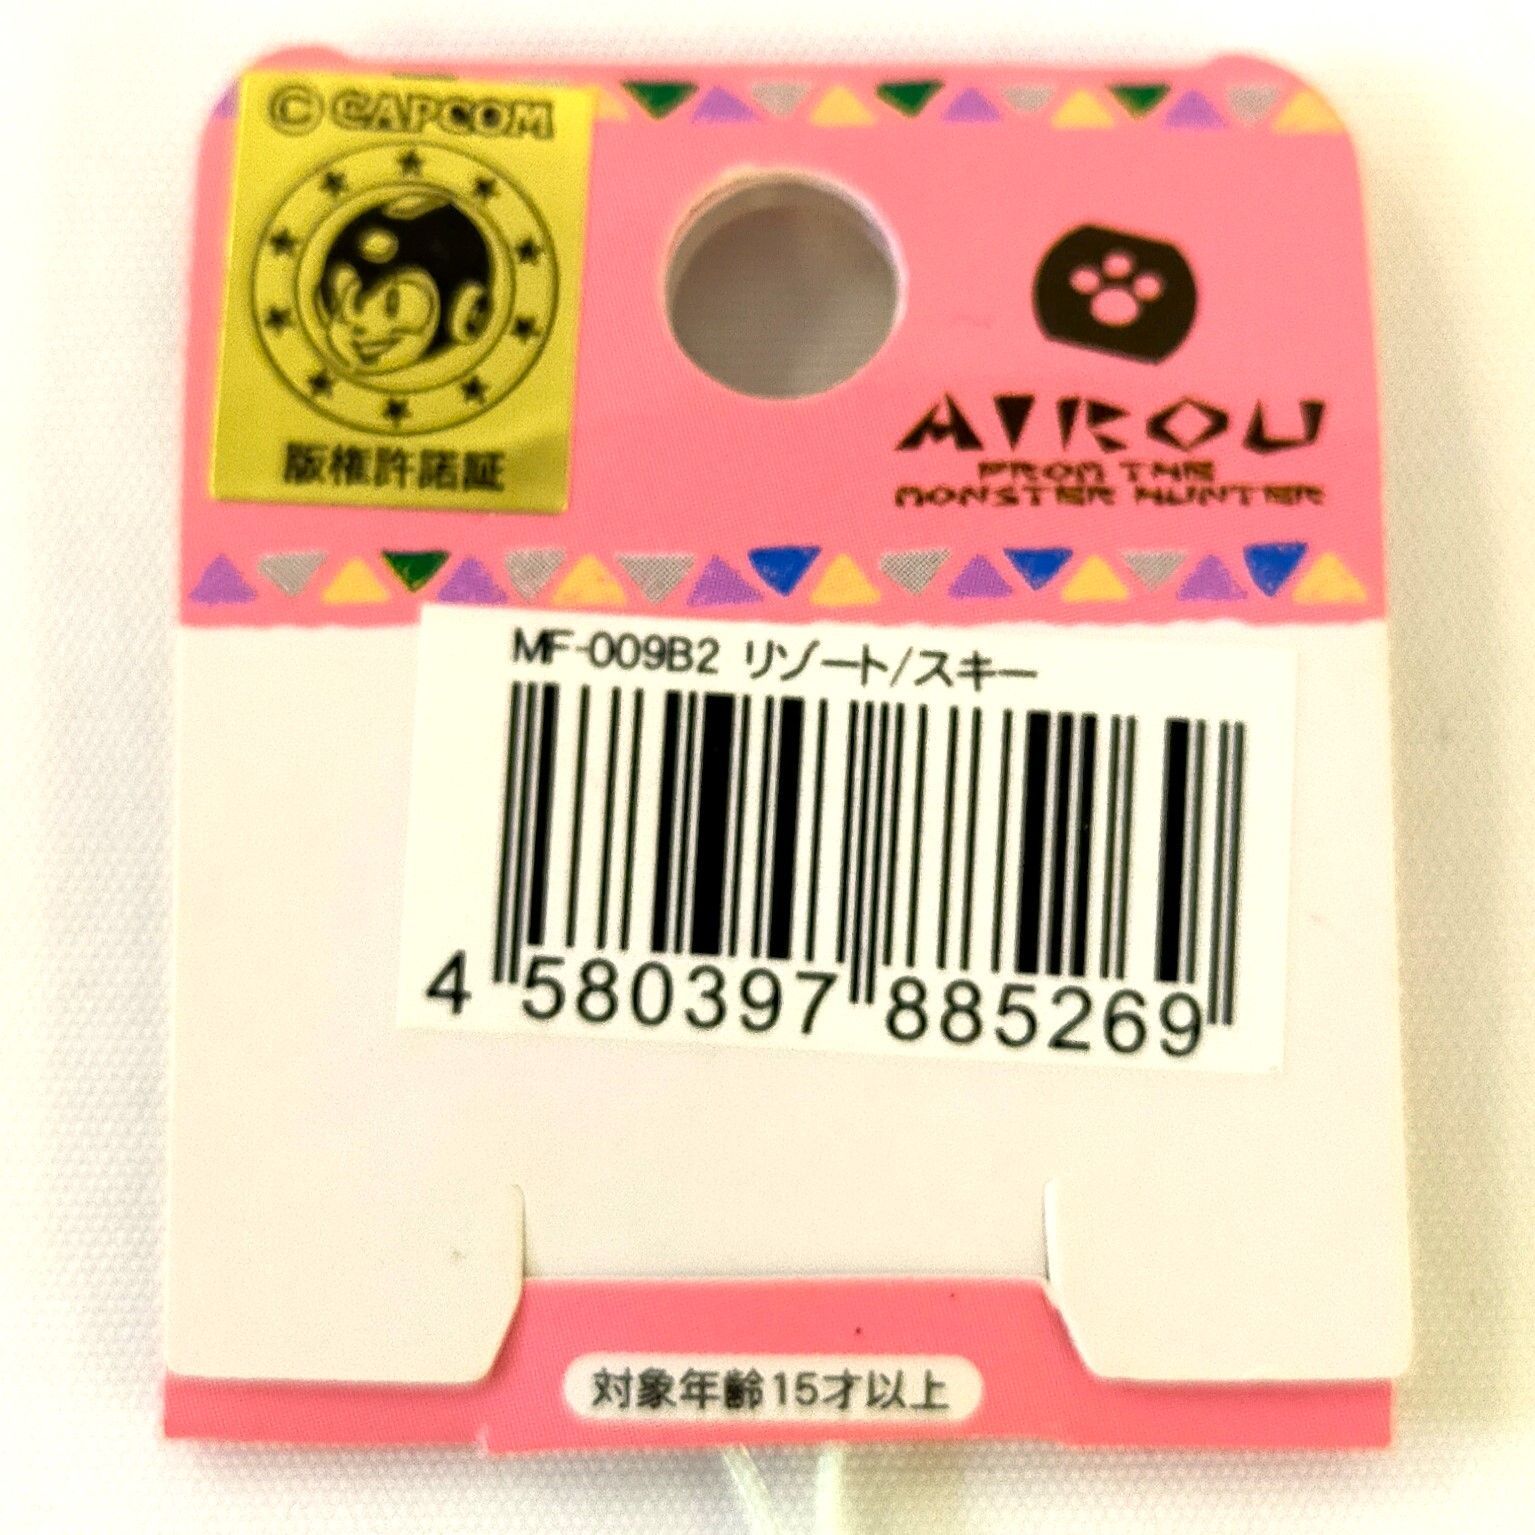 © CAPCOM
版権許諾証
AIROU
FROM THE
MONSTER HUNTER
MF-009B2 リゾート/スキー
4 580397 885269
対象年齢15才以上